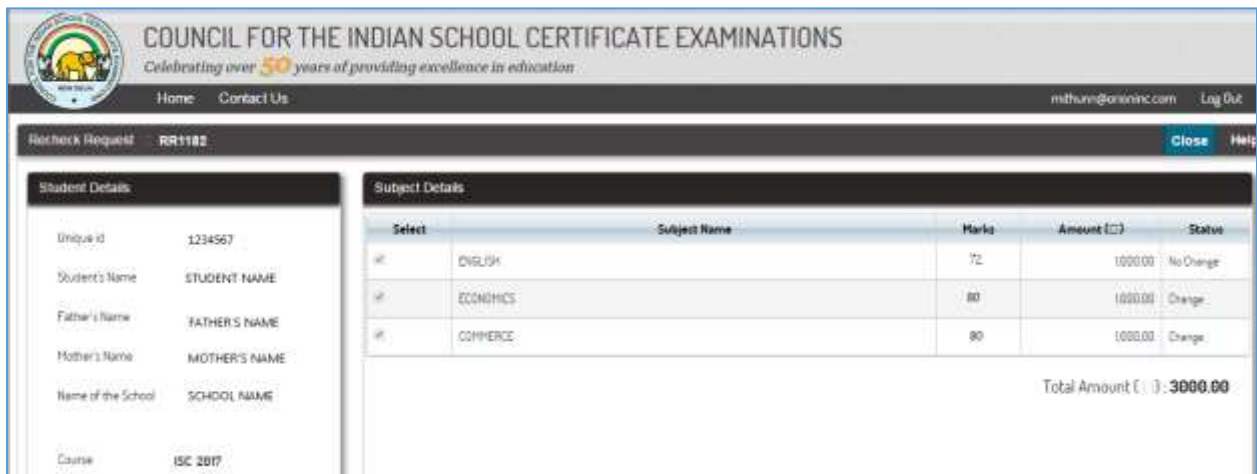 COUNCIL FOR THE INDIAN SCHOOL CERTIFICATE EXAMINATIONS
Celebrating over 50 years of providing excellence in education
NEW DELHI
Home Contact Us mithunn@orioninc.com Log Out
Recheck Request RR1182 Close Help
Student Details
Unique id 1234567
Student's Name STUDENT NAME
Father's Name FATHER'S NAME
Mother's Name MOTHER'S NAME
Name of the School SCHOOL NAME
Course ISC 2017
Subject Details
Select Subject Name Marks Amount (□) Status
ENGLISH 72 1000.00 No Change
ECONOMICS 80 1000.00 Change
COMMERCE 80 1000.00 Change
Total Amount ( ) : 3000.00